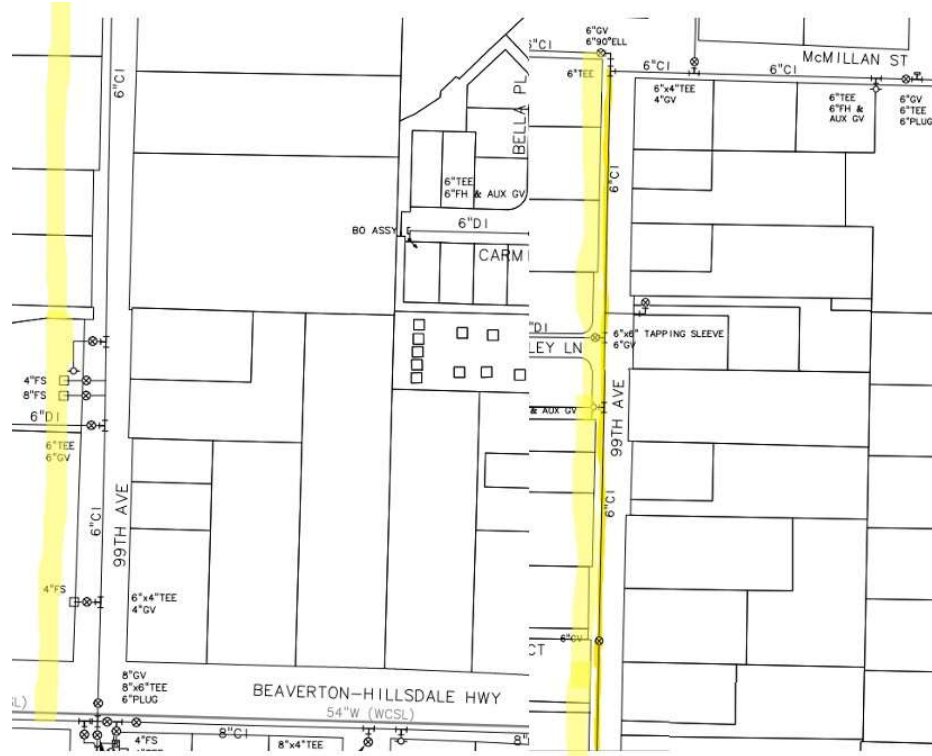 6"CI
BELLA PL
6"TEE
6"FH & AUX GV
BO ASSY
6"DI
4"FS
8"FS
6"DI
6"TEE
6"GV
6"CI
99TH AVE
4"FS
6"x4"TEE
4"GV
8"GV
8"x6"TEE
6"PLUG
BEAVERTON-HILLSDALE HWY
54"W (WCSL)
8"CI
4"FS
8"x4"TEE
6"GV
6"90°ELL
6"TEE
6"CI
6"CI
McMILLAN ST
6"x4"TEE
4"GV
6"TEE
6"FH &
AUX GV
6"GV
6"TEE
6"PLUG
6"CI
6"x6" TAPPING SLEEVE
6"GV
LEY LN
& AUX GV
99TH AVE
6"CI
6"GV
CT